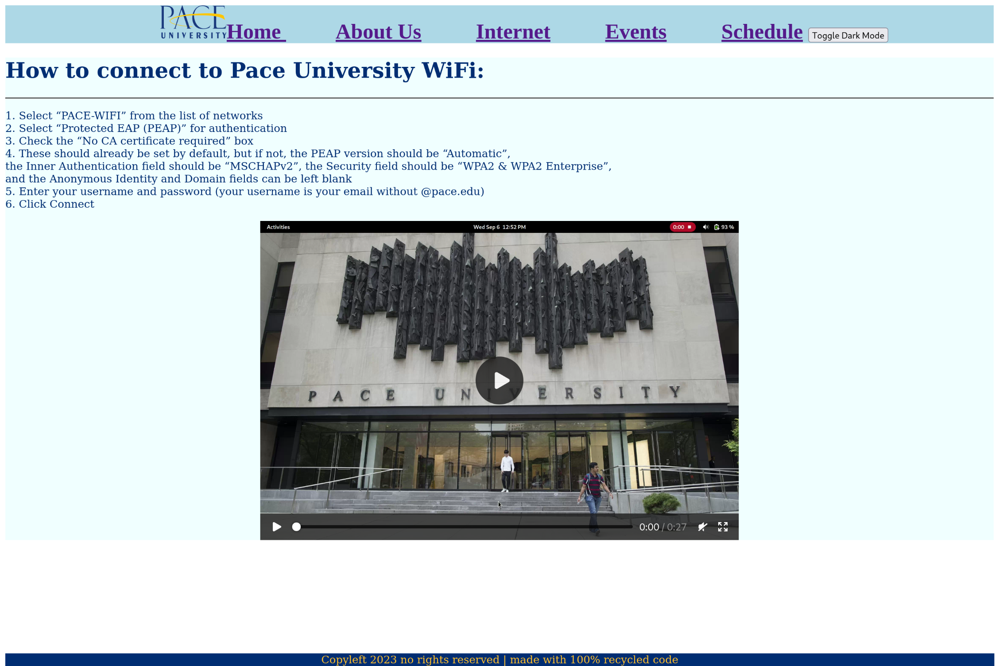 PACE
UNIVERSITY
Home About Us Internet Events Schedule Toggle Dark Mode
How to connect to Pace University WiFi:
1. Select “PACE-WIFI” from the list of networks
2. Select “Protected EAP (PEAP)” for authentication
3. Check the “No CA certificate required” box
4. These should already be set by default, but if not, the PEAP version should be “Automatic”,
the Inner Authentication field should be “MSCHAPv2”, the Security field should be “WPA2 & WPA2 Enterprise”,
and the Anonymous Identity and Domain fields can be left blank
5. Enter your username and password (your username is your email without @pace.edu)
6. Click Connect
Activities Wed Sep 6 12:52 PM 0:00 93 %
PACE UNIVERSITY
0:00 / 0:27
Copyleft 2023 no rights reserved | made with 100% recycled code